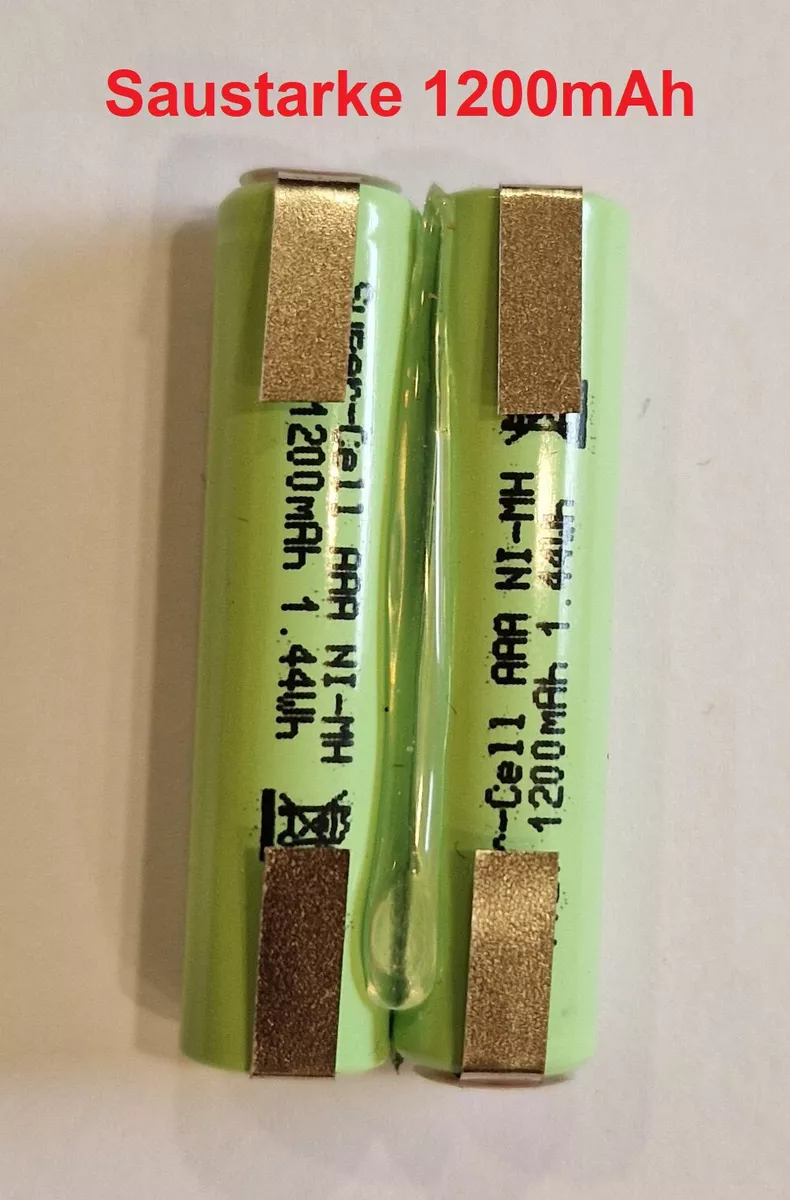 Saustarke 1200mAh
Super-Cell AAA NI-MH
1200mAh 1.44Wh
-Cell AAA NI-MH
1200mAh 1.44Wh